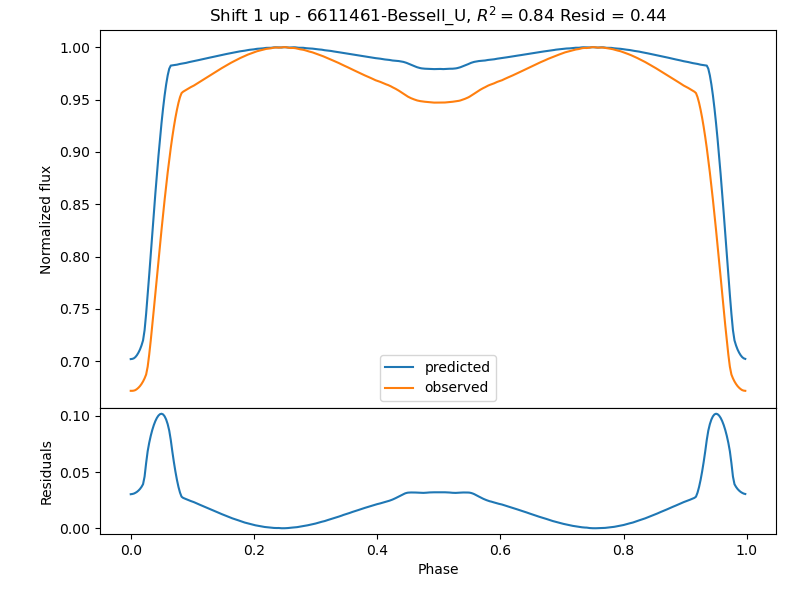 Shift 1 up - 6611461-Bessell_U, R² = 0.84 Resid = 0.44
1.00
0.95
0.90
0.85
0.80
0.75
0.70
Normalized flux
predicted
observed
0.10
0.05
0.00
Residuals
0.0 0.2 0.4 0.6 0.8 1.0
Phase